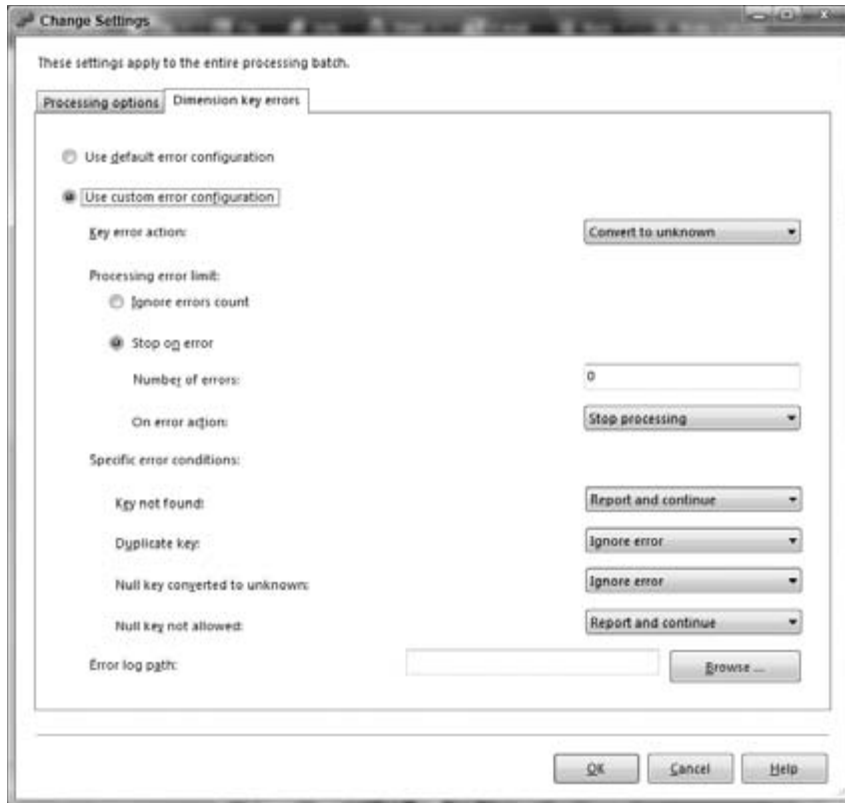 Change Settings
These settings apply to the entire processing batch.
Processing options Dimension key errors
Use default error configuration
Use custom error configuration
Key error action: Convert to unknown
Processing error limit:
Ignore errors count
Stop on error
Number of errors: 0
On error action: Stop processing
Specific error conditions:
Key not found: Report and continue
Duplicate key: Ignore error
Null key converted to unknown: Ignore error
Null key not allowed: Report and continue
Error log path: Browse ...
OK Cancel Help